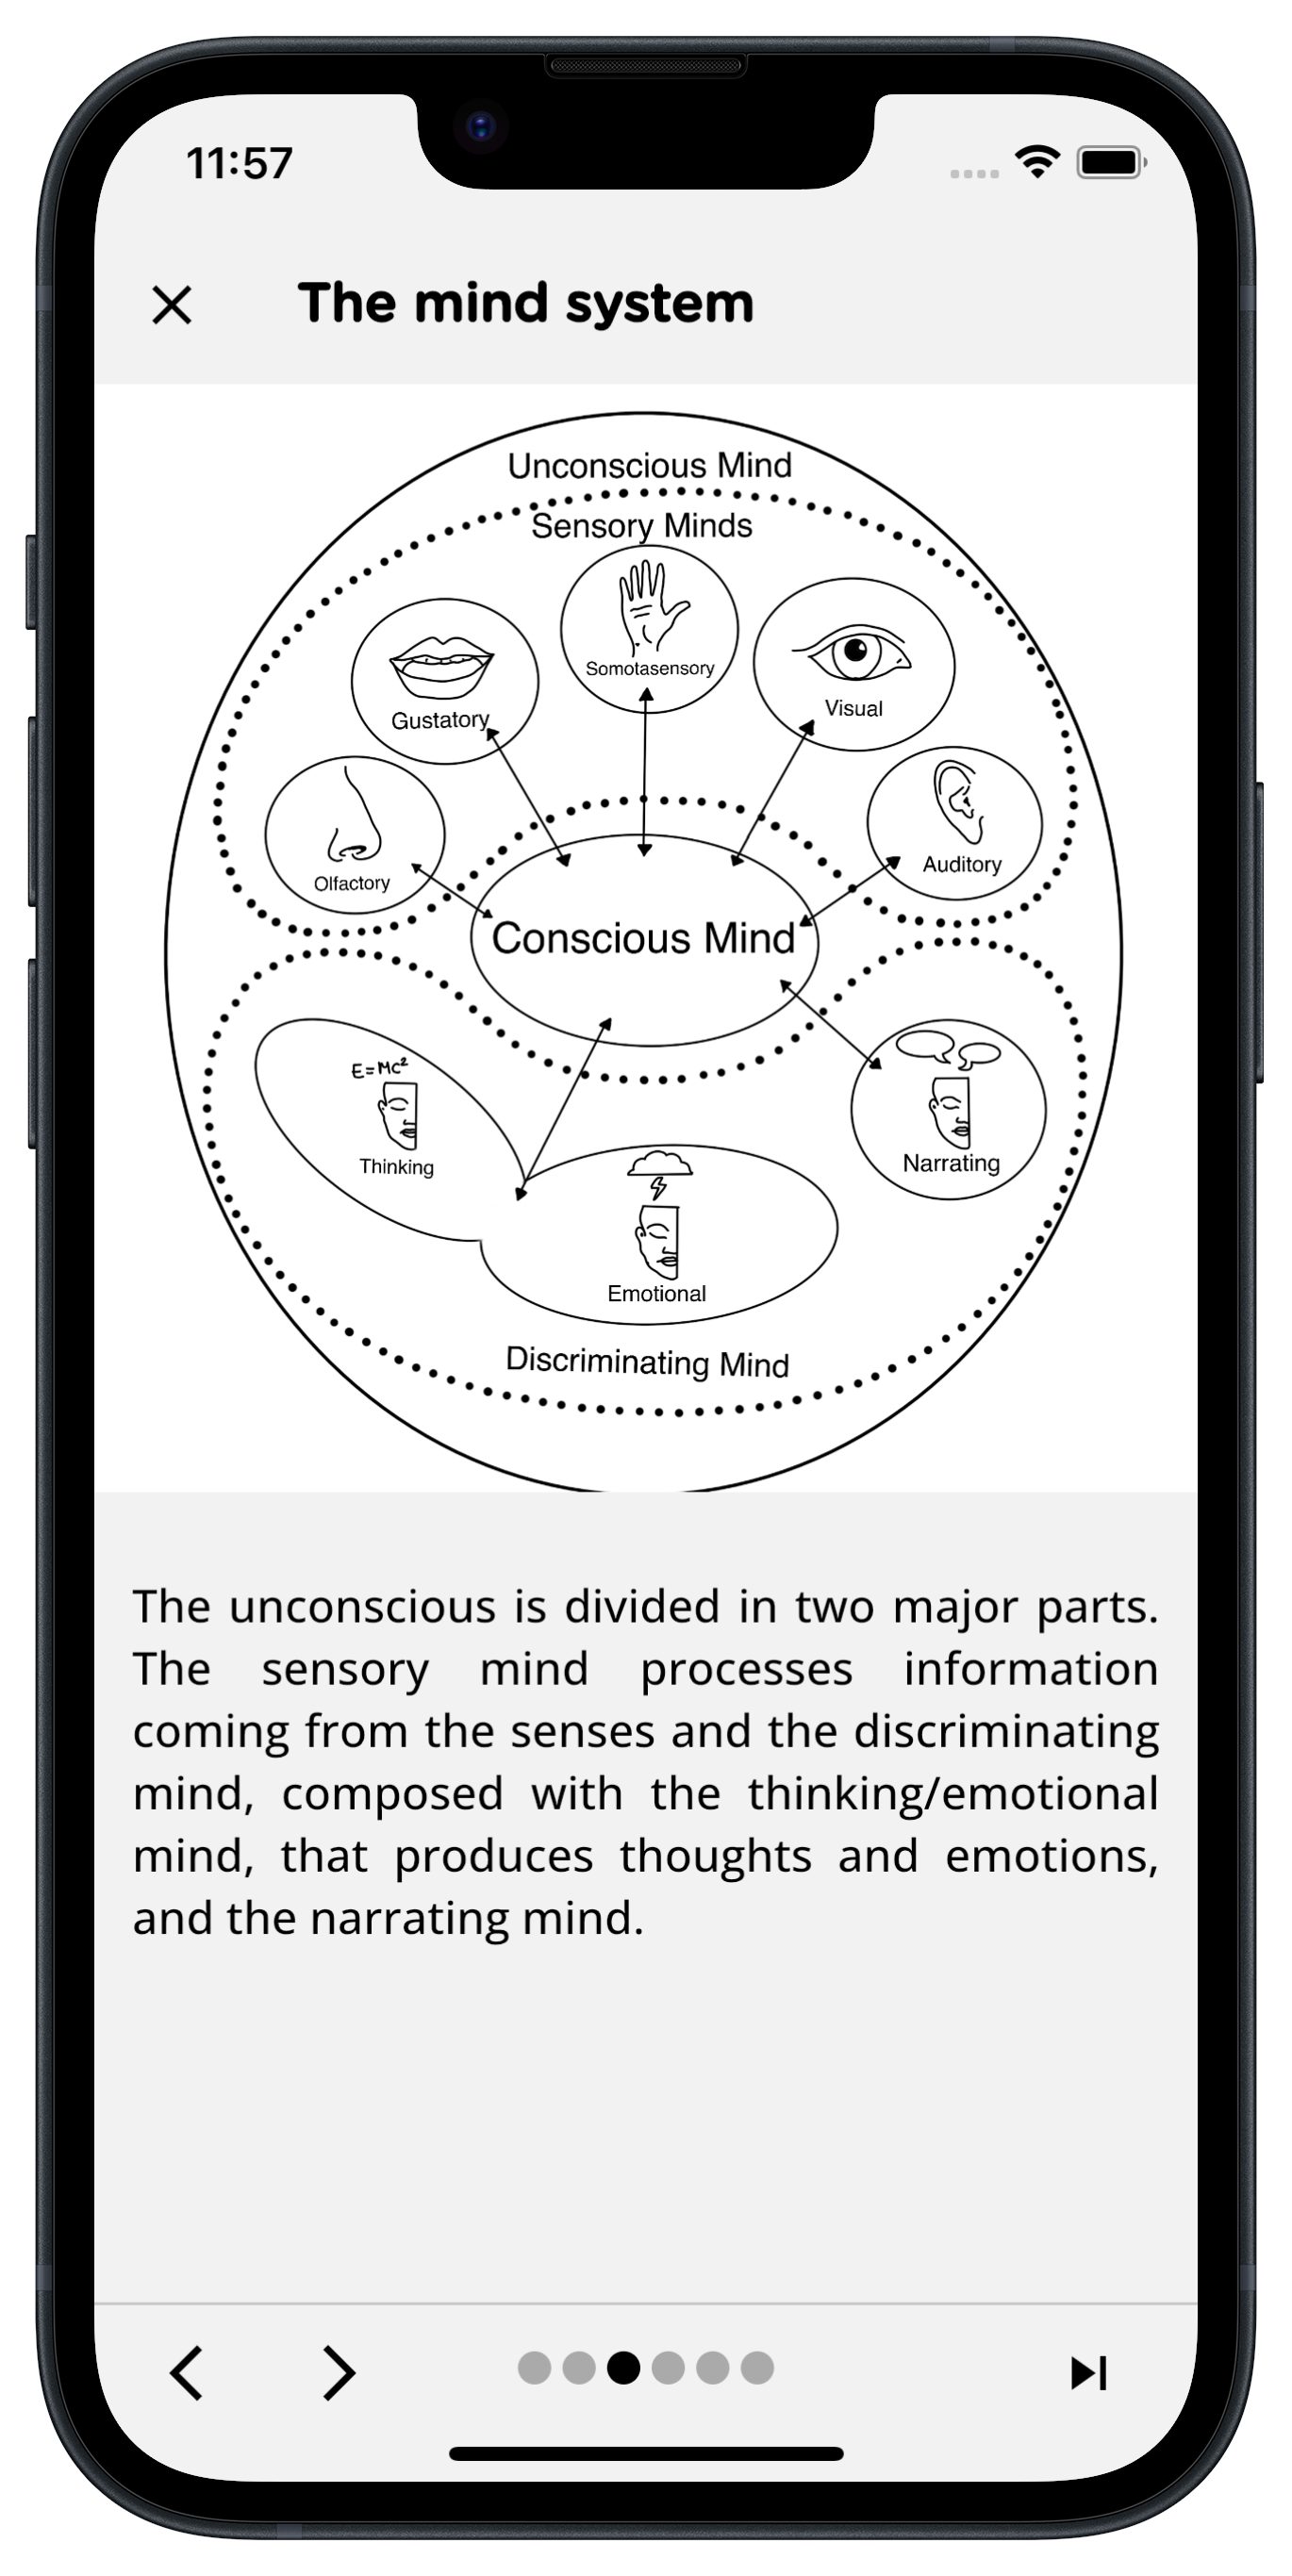 11:57
The mind system
Unconscious Mind
Sensory Minds
Somotasensory
Gustatory
Visual
Olfactory
Auditory
Conscious Mind
E=Mc²
Thinking
Narrating
Emotional
Discriminating Mind
The unconscious is divided in two major parts.
The sensory mind processes information
coming from the senses and the discriminating
mind, composed with the thinking/emotional
mind, that produces thoughts and emotions,
and the narrating mind.